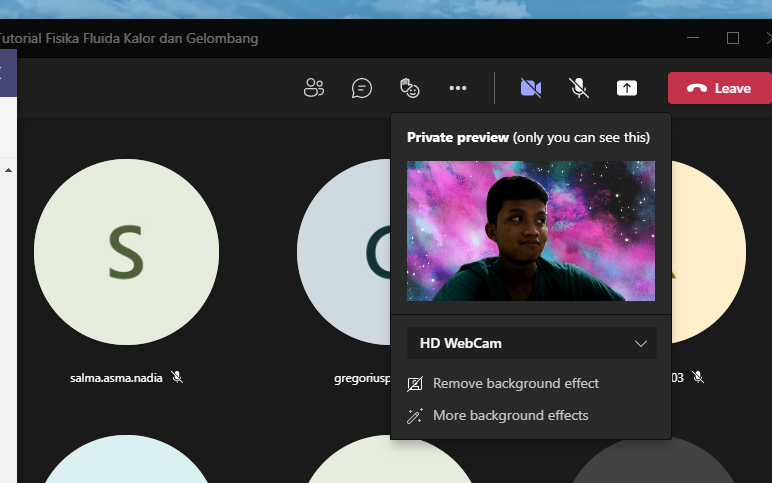 Tutorial Fisika Fluida Kalor dan Gelombang
Leave
Private preview (only you can see this)
S
HD WebCam
salma.asma.nadia
03
Remove background effect
More background effects